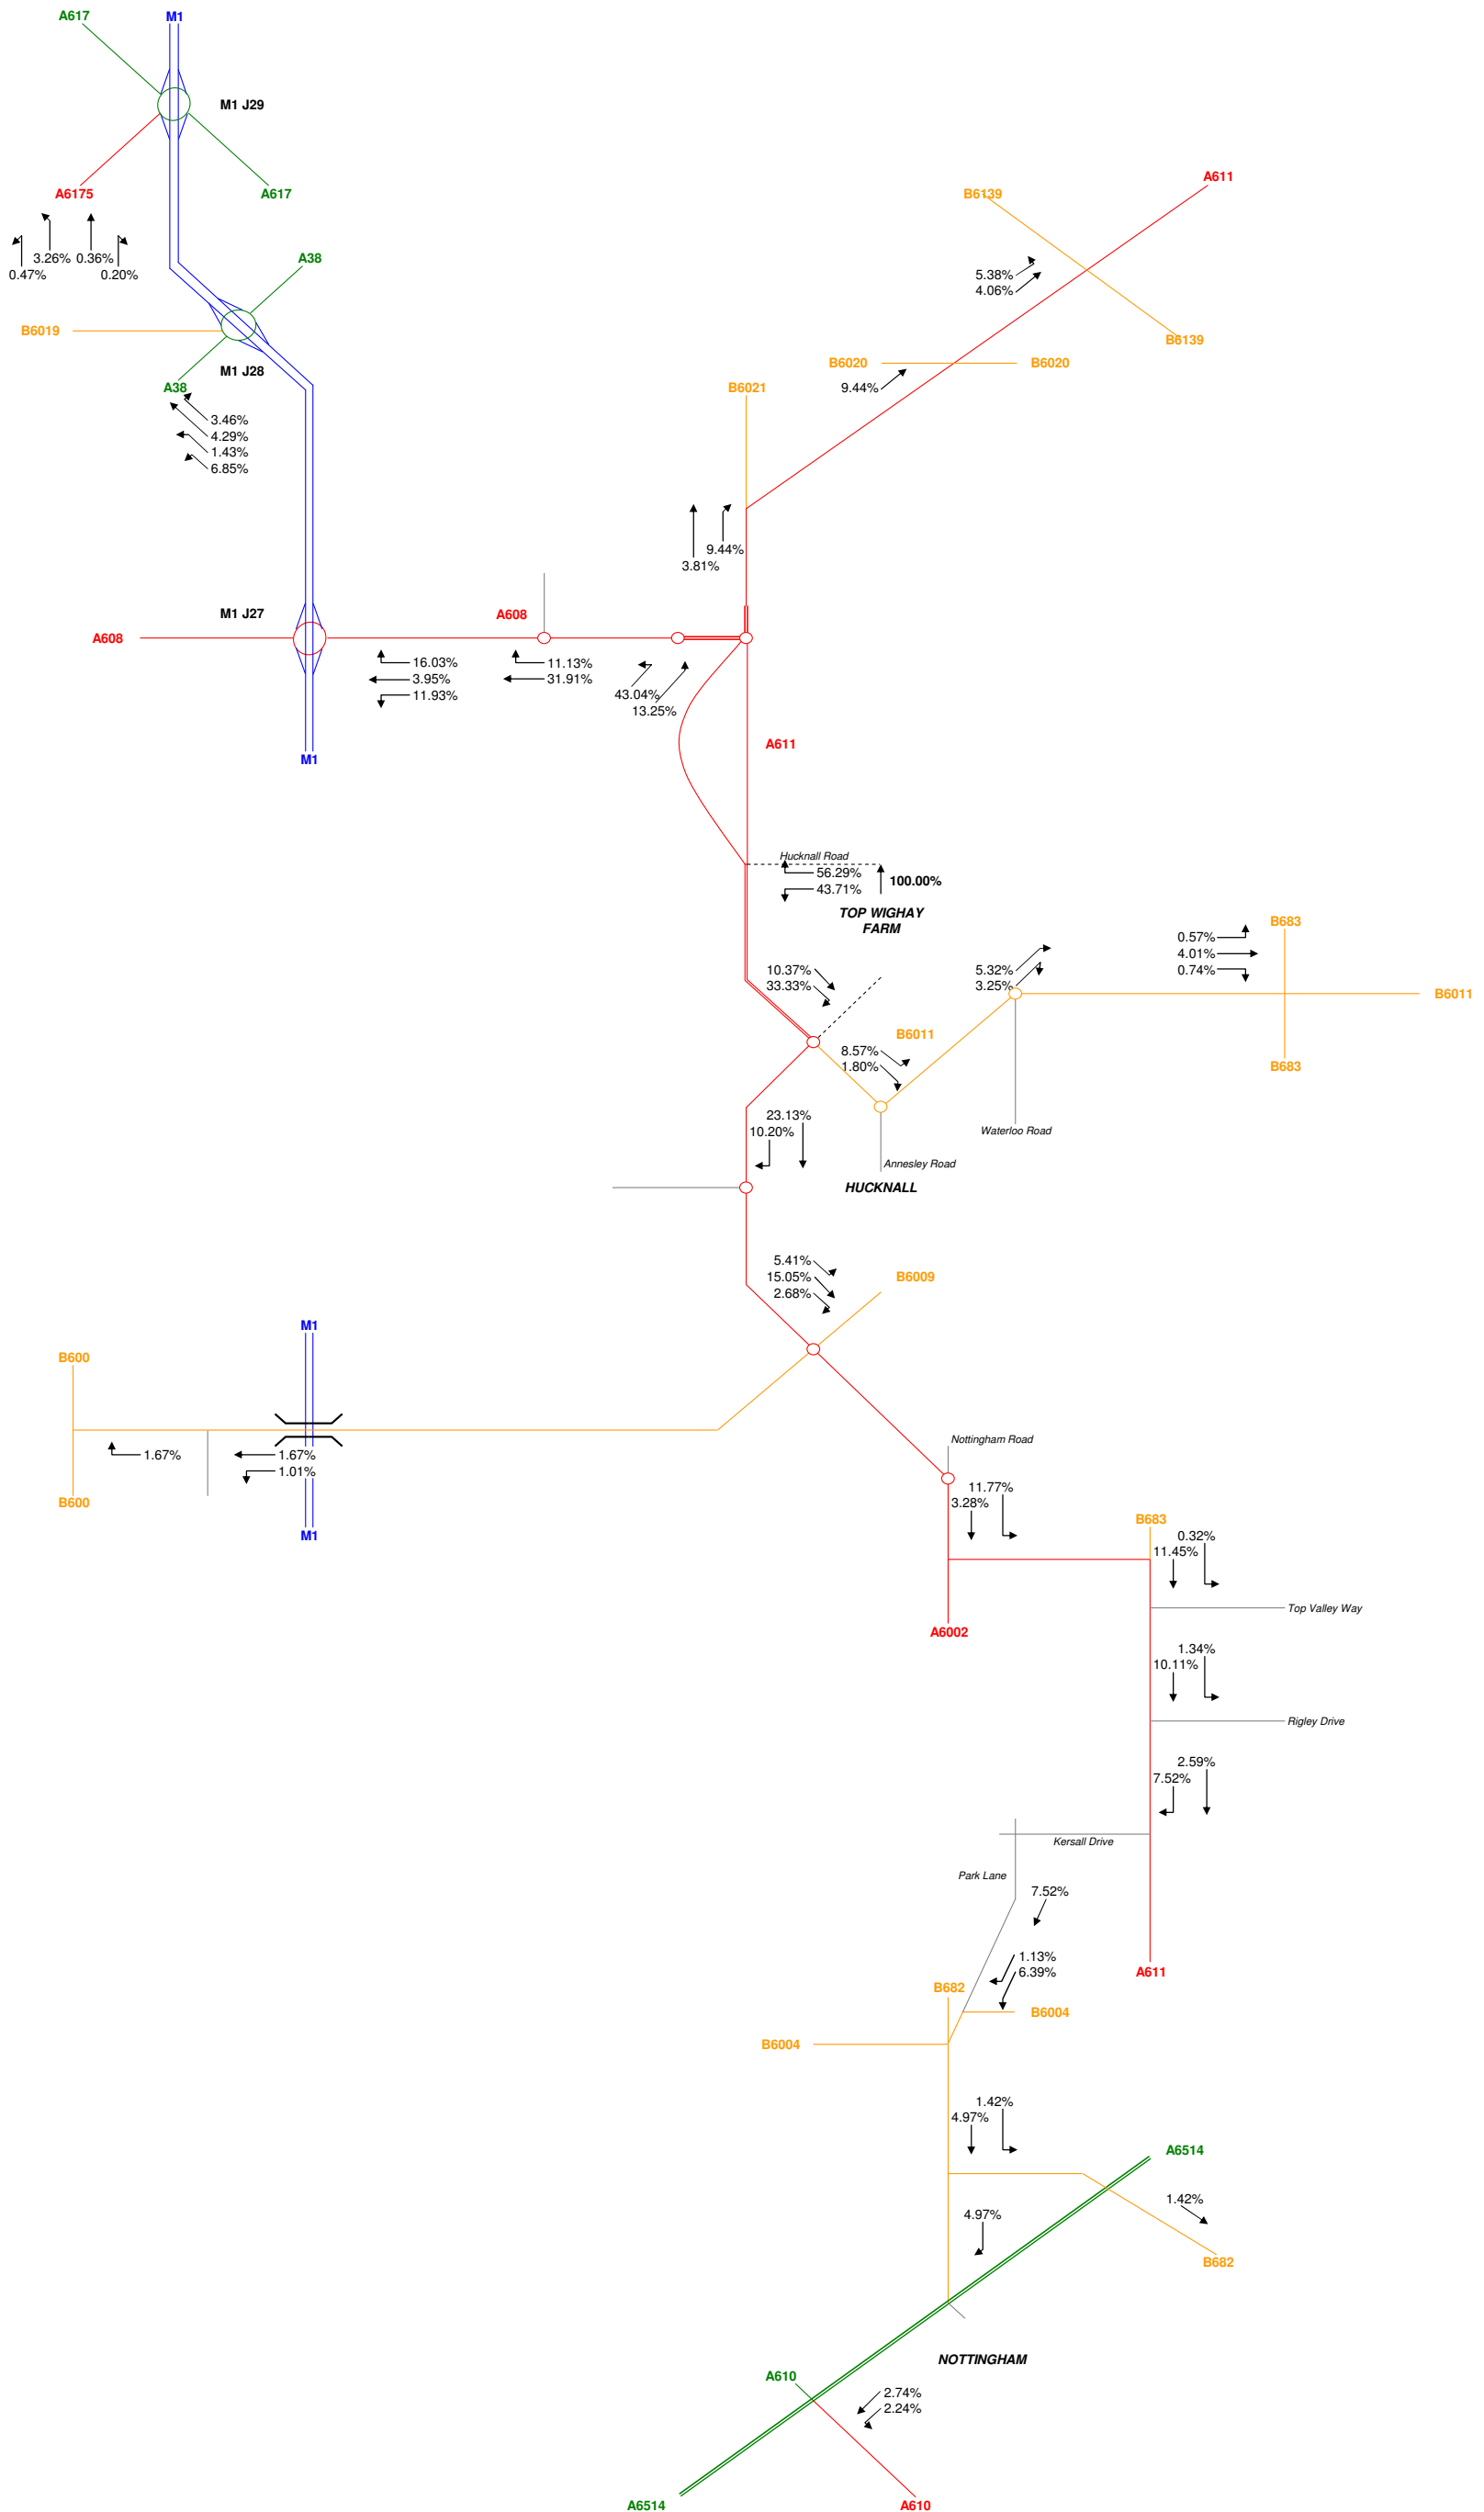 A617
M1
M1 J29
A6175
A617
3.26%
0.36%
0.47%
0.20%
A38
B6019
M1 J28
A38
3.46%
4.29%
1.43%
6.85%
A611
B6139
5.38%
4.06%
B6139
B6020
B6020
9.44%
B6021
9.44%
3.81%
M1 J27
A608
A608
16.03%
3.95%
11.93%
11.13%
31.91%
43.04%
13.25%
M1
A611
Hucknall Road
56.29%
43.71%
100.00%
TOP WIGHAY
FARM
10.37%
33.33%
5.32%
3.25%
B683
0.57%
4.01%
0.74%
B6011
B6011
8.57%
1.80%
B683
23.13%
10.20%
Waterloo Road
Annesley Road
HUCKNALL
5.41%
15.05%
2.68%
B6009
M1
B600
1.67%
1.67%
1.01%
B600
M1
Nottingham Road
11.77%
3.28%
B683
0.32%
11.45%
Top Valley Way
A6002
1.34%
10.11%
Rigley Drive
2.59%
7.52%
Kersall Drive
Park Lane
7.52%
1.13%
6.39%
A611
B682
B6004
B6004
1.42%
4.97%
A6514
1.42%
4.97%
B682
NOTTINGHAM
A610
2.74%
2.24%
A6514
A610